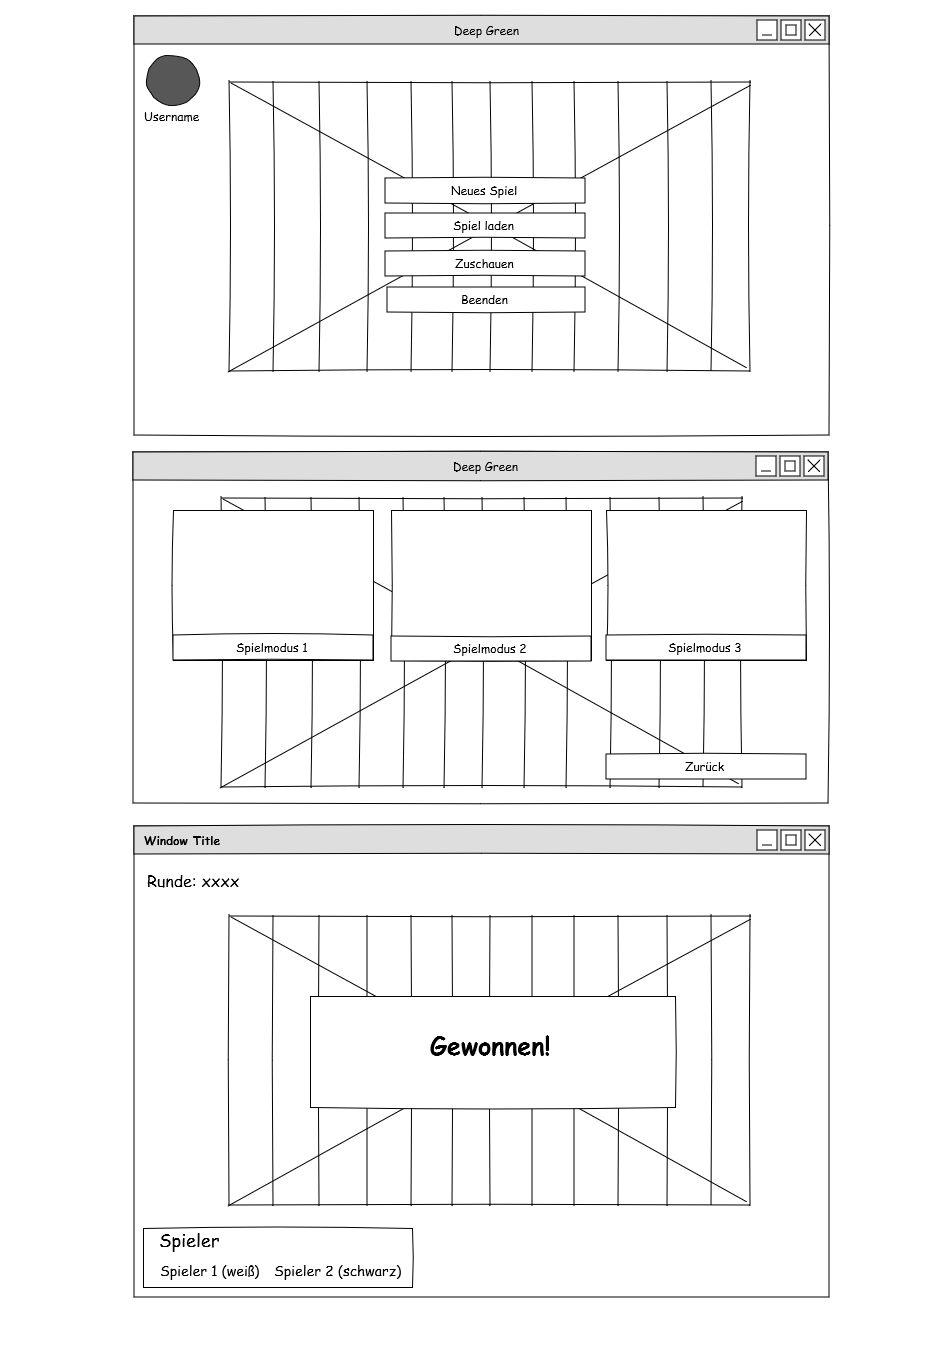 Deep Green
Username
Neues Spiel
Spiel laden
Zuschauen
Beenden
Deep Green
Spielmodus 1
Spielmodus 2
Spielmodus 3
Zurück
Window Title
Runde: xxxx
Gewonnen!
Spieler
Spieler 1 (weiß) Spieler 2 (schwarz)